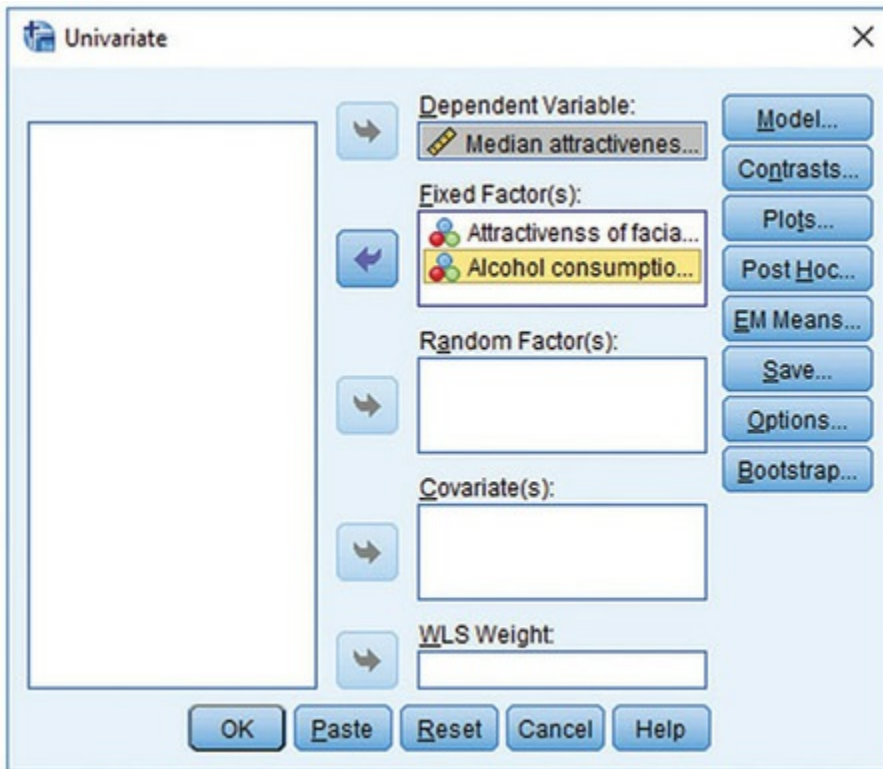 Univariate
Dependent Variable:
Median attractivenes...
Fixed Factor(s):
Attractivenss of facia...
Alcohol consumptio...
Random Factor(s):
Covariate(s):
WLS Weight:
Model...
Contrasts...
Plots...
Post Hoc...
EM Means...
Save...
Options...
Bootstrap...
OK Paste Reset Cancel Help